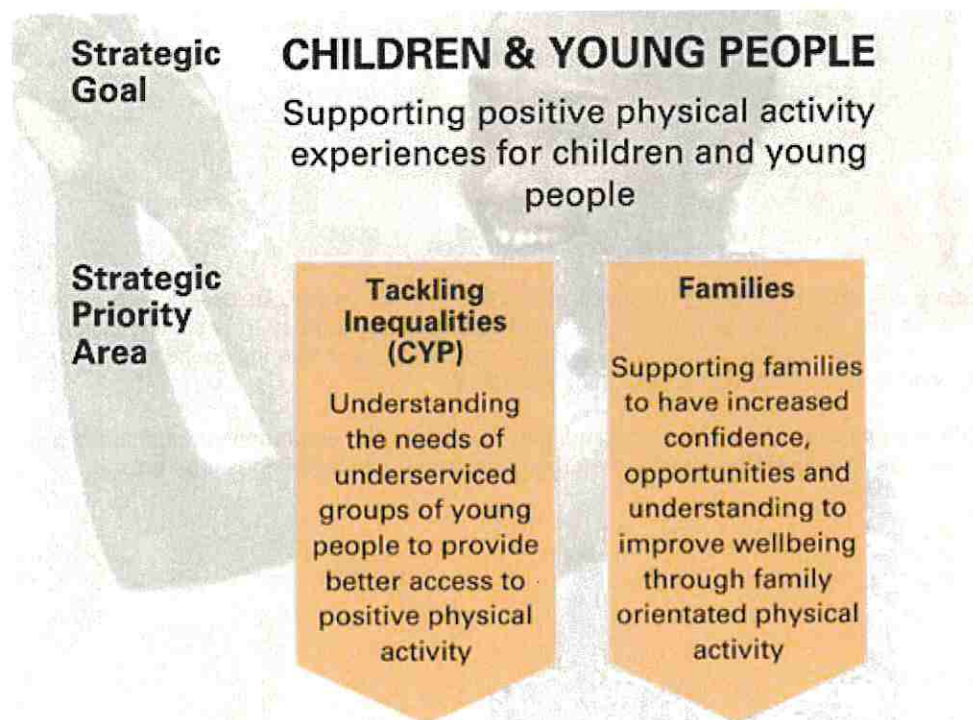 Strategic
Goal
CHILDREN & YOUNG PEOPLE
Supporting positive physical activity
experiences for children and young
people
Strategic
Priority
Area
Tackling
Inequalities
(CYP)
Understanding
the needs of
underserviced
groups of young
people to provide
better access to
positive physical
activity
Families
Supporting families
to have increased
confidence,
opportunities and
understanding to
improve wellbeing
through family
orientated physical
activity